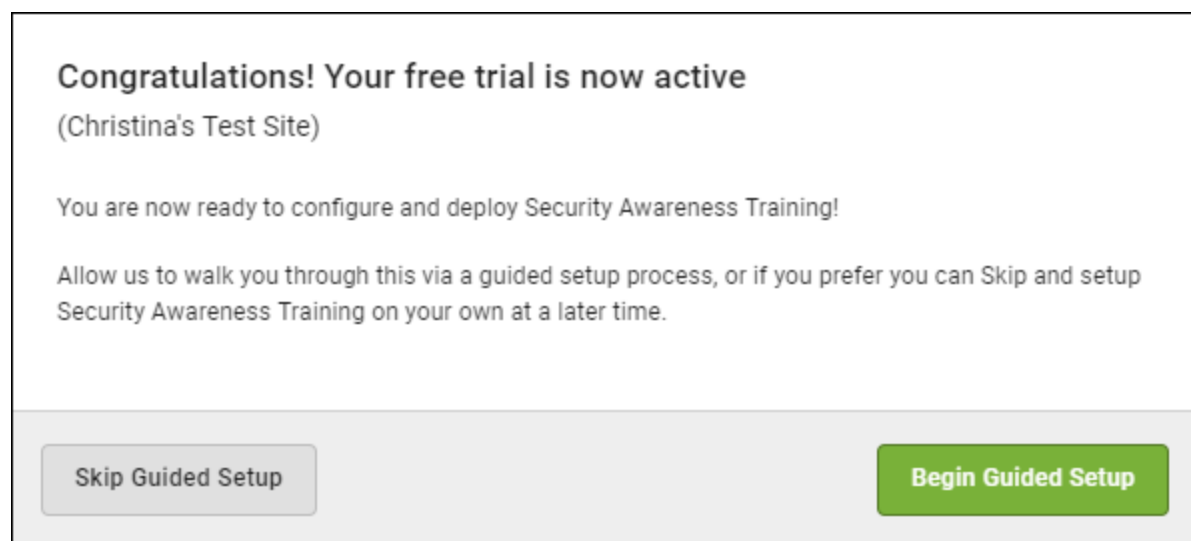 Congratulations! Your free trial is now active
(Christina's Test Site)
You are now ready to configure and deploy Security Awareness Training!
Allow us to walk you through this via a guided setup process, or if you prefer you can Skip and setup
Security Awareness Training on your own at a later time.
Skip Guided Setup
Begin Guided Setup